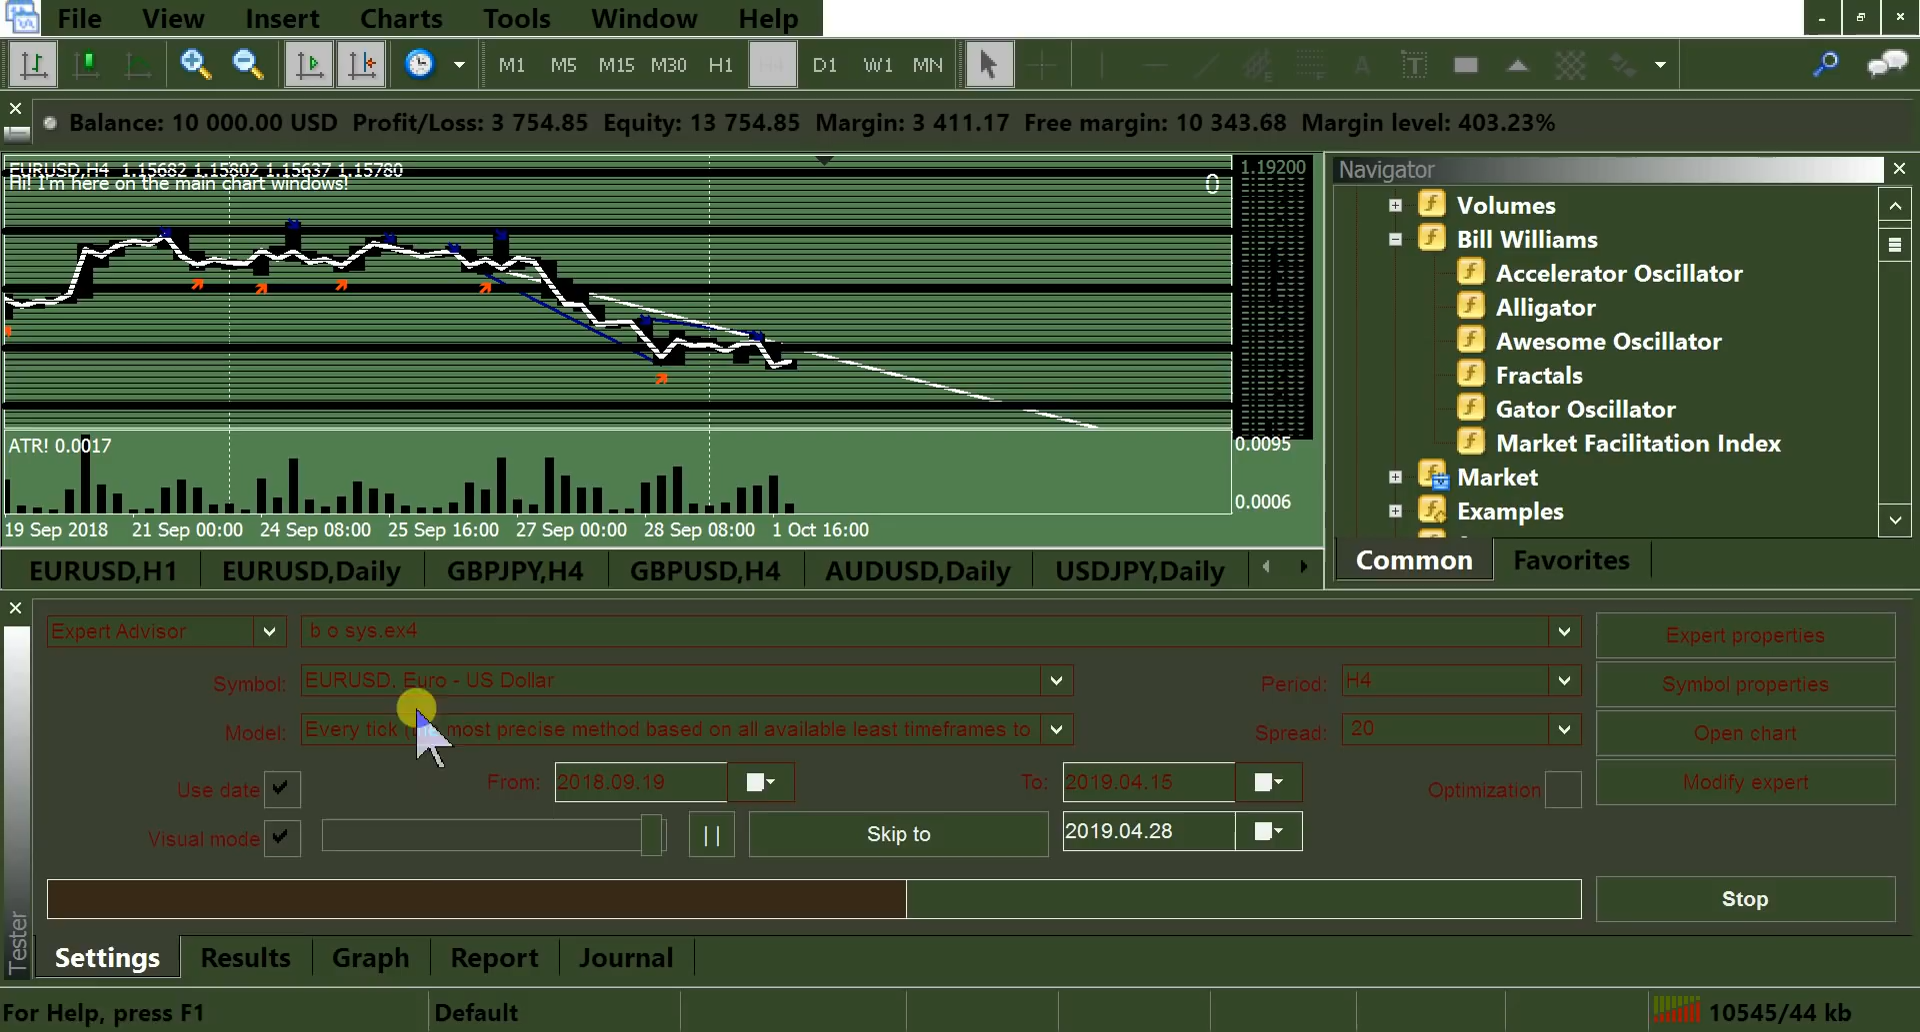 File View Insert Charts Tools Window Help
M1 M5 M15 M30 H1 H4 D1 W1 MN
Balance: 10 000.00 USD Profit/Loss: 3 754.85 Equity: 13 754.85 Margin: 3 411.17 Free margin: 10 343.68 Margin level: 403.23%
EURUSD,H4 1.15682 1.15802 1.15637 1.15780
Hi! I'm here on the main chart windows!
0
1.19200
ATR! 0.0017
0.0095
0.0006
19 Sep 2018 21 Sep 00:00 24 Sep 08:00 25 Sep 16:00 27 Sep 00:00 28 Sep 08:00 1 Oct 16:00
EURUSD,H1 EURUSD,Daily GBPJPY,H4 GBPUSD,H4 AUDUSD,Daily USDJPY,Daily
Navigator
Volumes
Bill Williams
Accelerator Oscillator
Alligator
Awesome Oscillator
Fractals
Gator Oscillator
Market Facilitation Index
Market
Examples
Common Favorites
Expert Advisor b o sys.ex4 Expert properties
Symbol: EURUSD, Euro - US Dollar Period: H4 Symbol properties
Model: Every tick most precise method based on all available least timeframes to Spread: 20 Open chart
Use date From: 2018.09.19 To: 2019.04.15 Optimization Modify expert
Visual mode Skip to 2019.04.28
Stop
Tester
Settings Results Graph Report Journal
For Help, press F1 Default 10545/44 kb